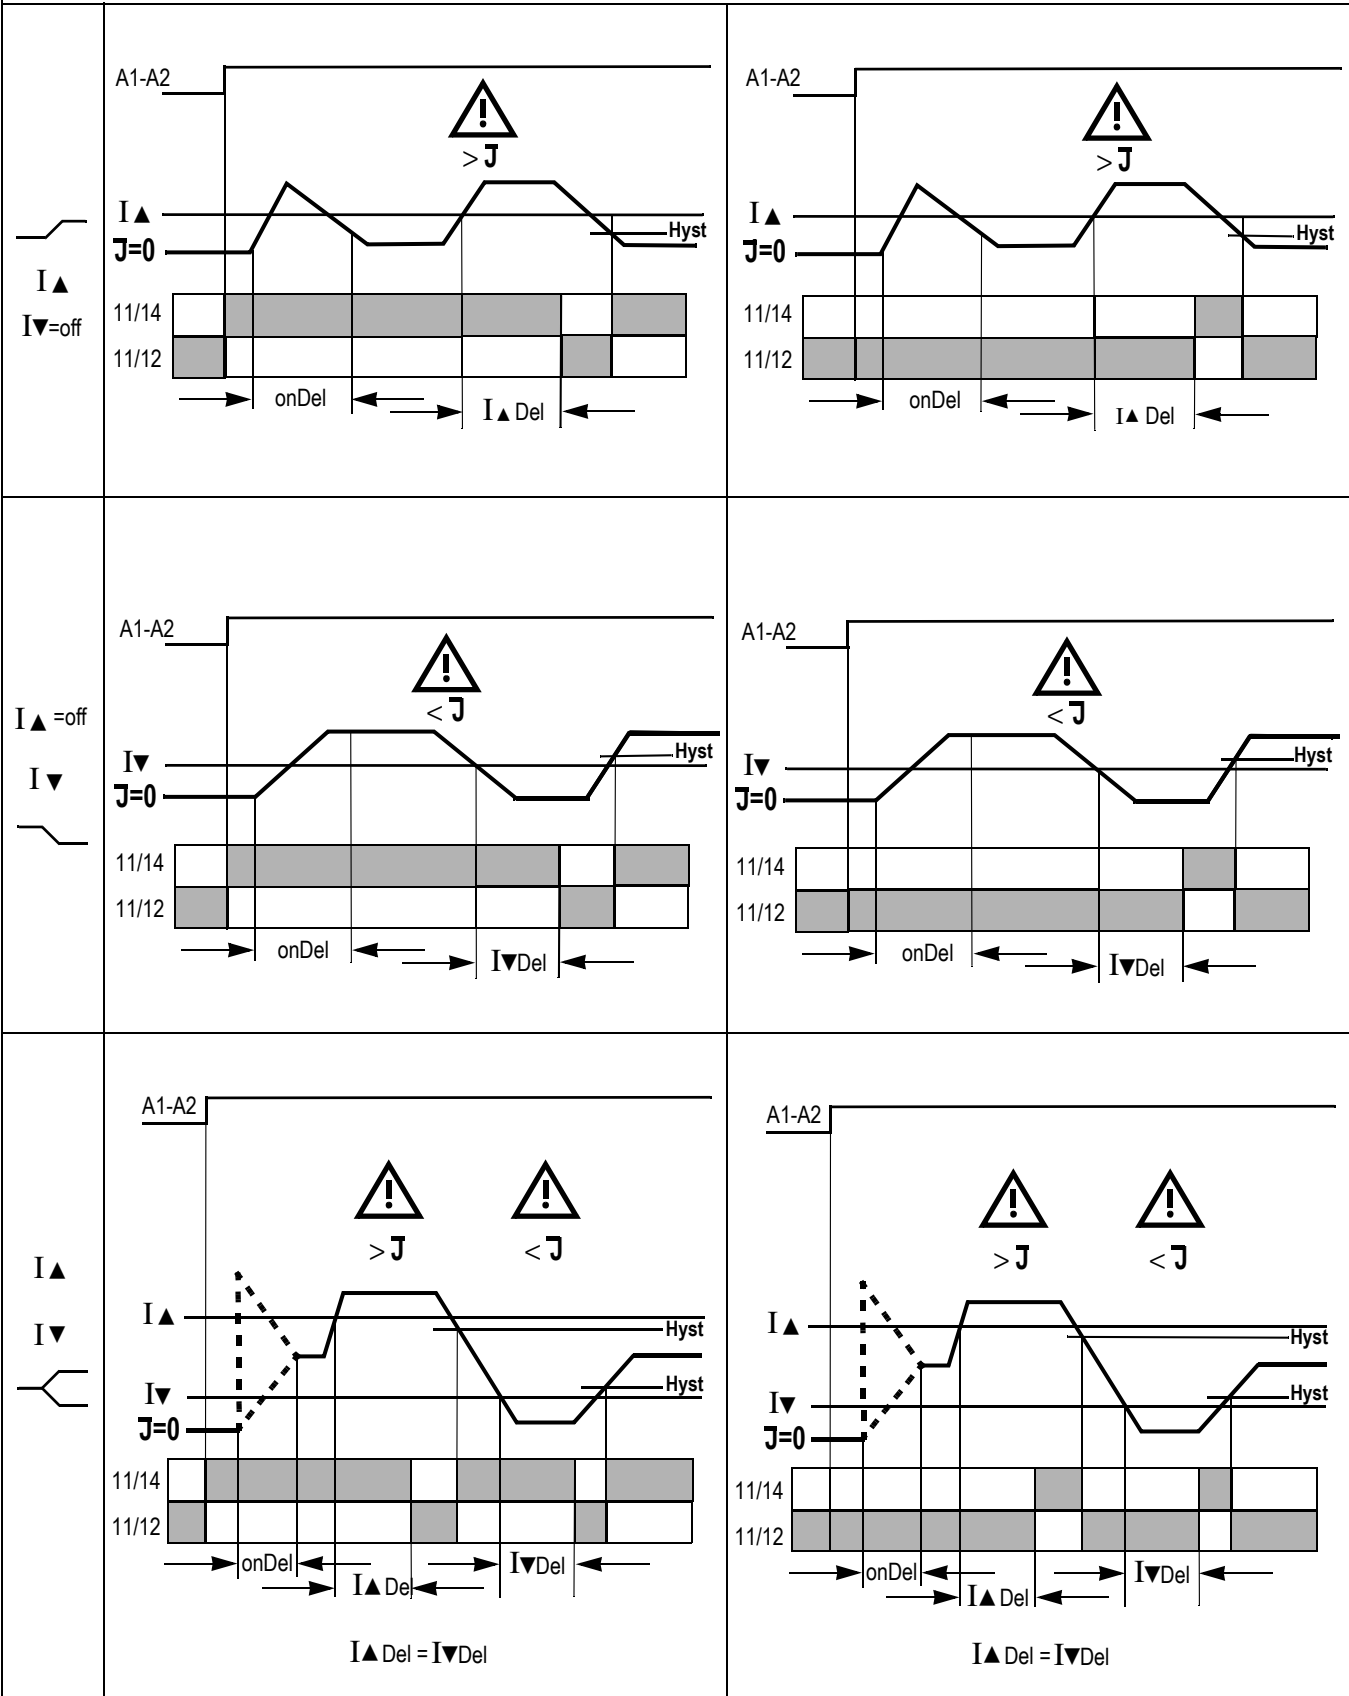 A1-A2
A1-A2
! !
> J > J
I▲ I▲
Hyst Hyst
J=0 J=0
I▲
11/14 11/14
I▼=off
11/12 11/12
onDel onDel
I▲ Del I▲ Del
A1-A2 A1-A2
! !
< J < J
I▲ =off
Hyst Hyst
I▼ I▼
I▼
J=0 J=0
11/14 11/14
11/12 11/12
onDel onDel
I▼Del I▼Del
A1-A2 A1-A2
! ! ! !
> J < J > J < J
I▲
I▲ I▲
Hyst Hyst
I▼
Hyst Hyst
I▼ I▼
J=0 J=0
11/14 11/14
11/12 11/12
onDel I▼Del onDel I▼Del
I▲ Del I▲ Del
I▲ Del = I▼Del I▲ Del = I▼Del